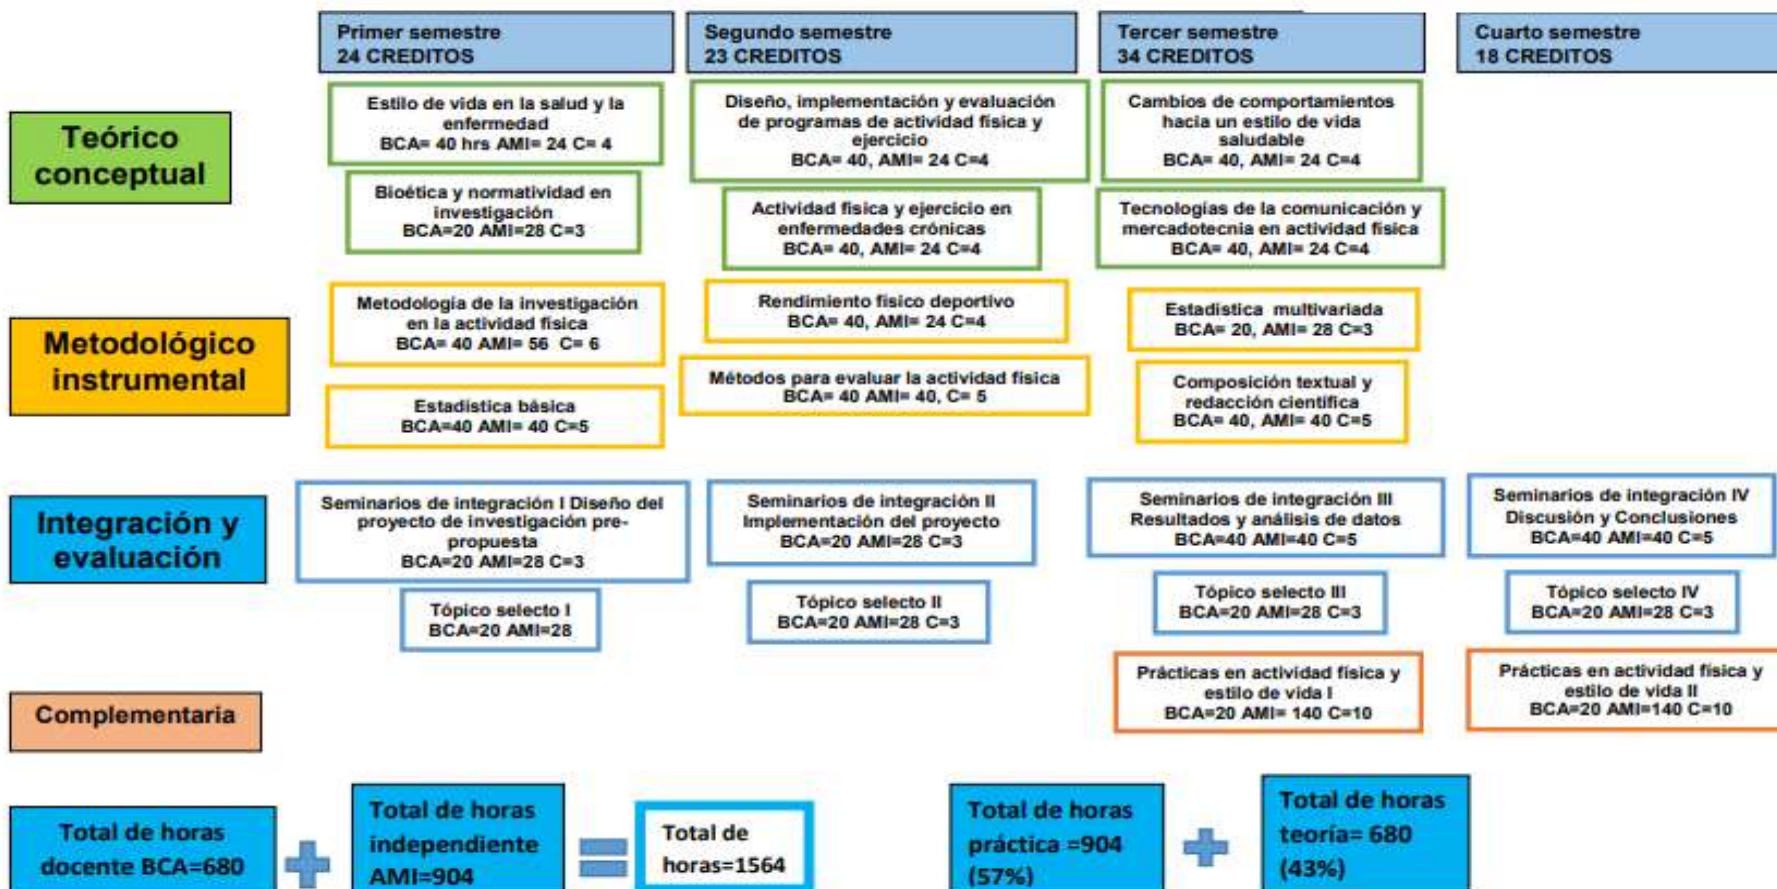 Primer semestre
24 CREDITOS
Segundo semestre
23 CREDITOS
Tercer semestre
34 CREDITOS
Cuarto semestre
18 CREDITOS
Teórico
conceptual
Estilo de vida en la salud y la
enfermedad
BCA= 40 hrs AMI= 24 C= 4
Bioética y normatividad en
investigación
BCA=20 AMI=28 C=3
Diseño, implementación y evaluación
de programas de actividad física y
ejercicio
BCA= 40, AMI= 24 C=4
Actividad física y ejercicio en
enfermedades crónicas
BCA= 40, AMI= 24 C=4
Cambios de comportamientos
hacia un estilo de vida
saludable
BCA= 40, AMI= 24 C=4
Tecnologías de la comunicación y
mercadotecnia en actividad física
BCA= 40, AMI= 24 C=4
Metodológico
instrumental
Metodología de la investigación
en la actividad física
BCA= 40 AMI= 56 C= 6
Estadística básica
BCA=40 AMI= 40 C=5
Rendimiento físico deportivo
BCA= 40, AMI= 24 C=4
Métodos para evaluar la actividad física
BCA= 40 AMI= 40, C= 5
Estadística multivariada
BCA= 20, AMI= 28 C=3
Composición textual y
redacción científica
BCA= 40, AMI= 40 C=5
Integración y
evaluación
Seminarios de integración I Diseño del
proyecto de investigación pre-
propuesta
BCA=20 AMI=28 C=3
Tópico selecto I
BCA=20 AMI=28
Seminarios de integración II
Implementación del proyecto
BCA=20 AMI=28 C=3
Tópico selecto II
BCA=20 AMI=28 C=3
Seminarios de integración III
Resultados y análisis de datos
BCA=40 AMI=40 C=5
Tópico selecto III
BCA=20 AMI=28 C=3
Seminarios de integración IV
Discusión y Conclusiones
BCA=40 AMI=40 C=5
Tópico selecto IV
BCA=20 AMI=28 C=3
Complementaria
Prácticas en actividad física y
estilo de vida I
BCA=20 AMI= 140 C=10
Prácticas en actividad física y
estilo de vida II
BCA=20 AMI=140 C=10
Total de horas
docente BCA=680
Total de horas
independiente
AMI=904
Total de
horas=1564
Total de horas
práctica =904
(57%)
Total de horas
teoría= 680
(43%)